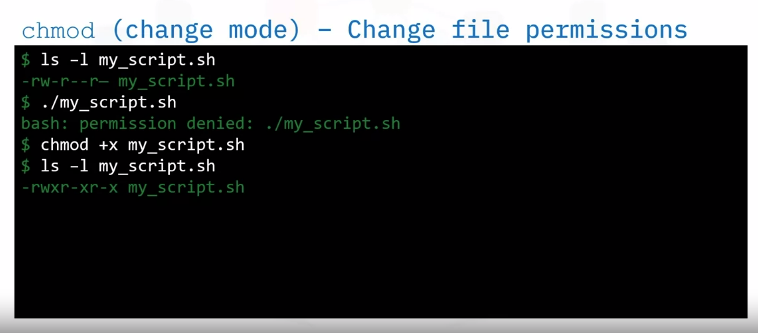 chmod (change mode) – Change file permissions
$ ls –l my_script.sh
-rw-r--r– my_script.sh
$ ./my_script.sh
bash: permission denied: ./my_script.sh
$ chmod +x my_script.sh
$ ls –l my_script.sh
-rwxr-xr-x my_script.sh